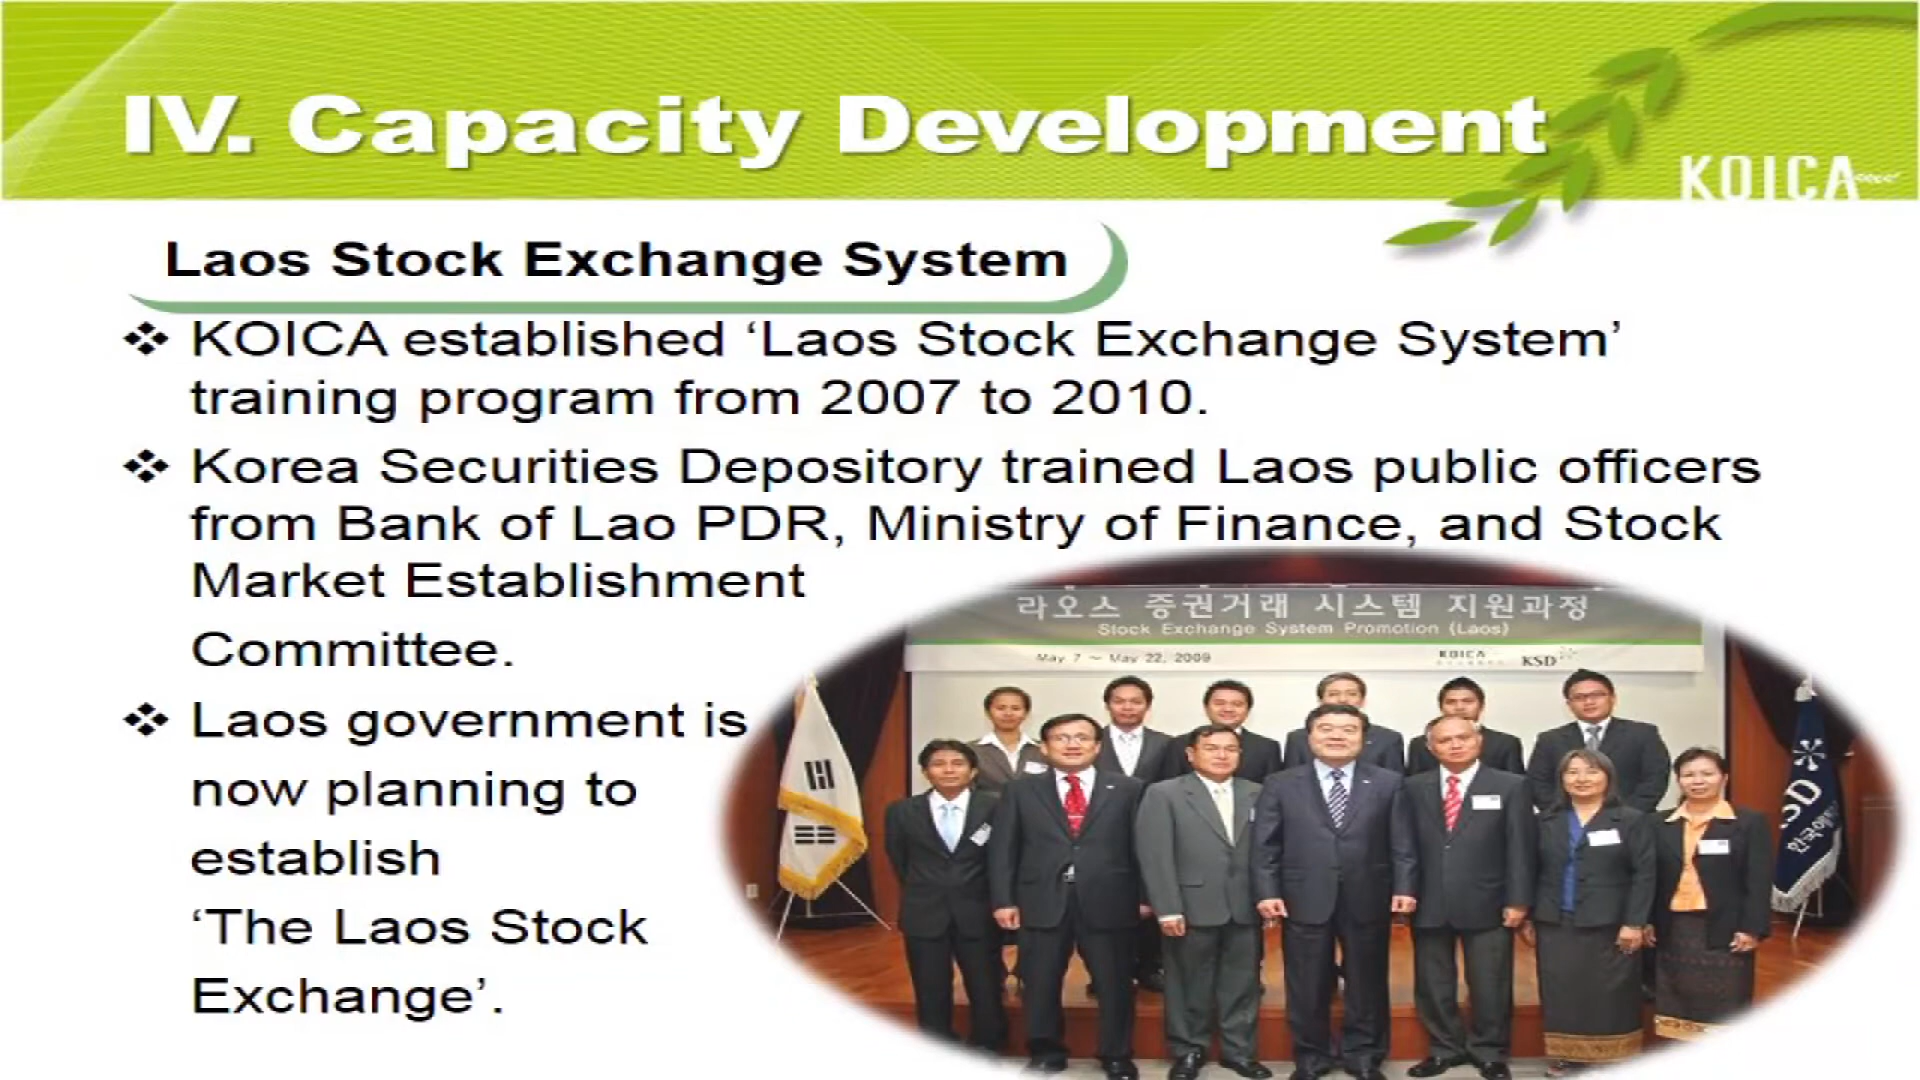 IV. Capacity Development
KOICA
Laos Stock Exchange System
❖ KOICA established ‘Laos Stock Exchange System’
training program from 2007 to 2010.
❖ Korea Securities Depository trained Laos public officers
from Bank of Lao PDR, Ministry of Finance, and Stock
Market Establishment
Committee.
❖ Laos government is
now planning to
establish
‘The Laos Stock
Exchange’.
라오스 증권거래 시스템 지원과정
Stock Exchange System Promotion (Laos)
May 7 ~ May 22, 2009
KOICA
KSD